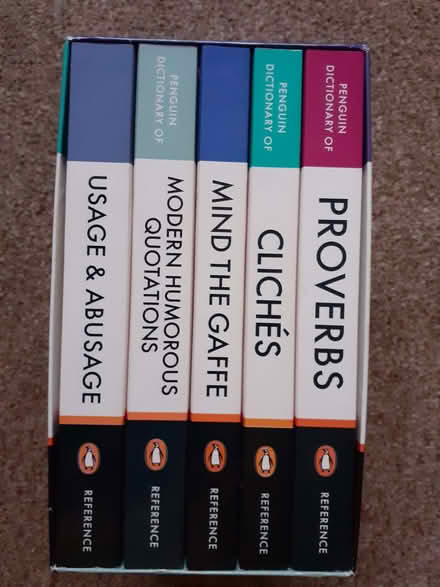 USAGE & ABUSAGE
REFERENCE
PENGUIN
DICTIONARY OF
MODERN HUMOROUS
QUOTATIONS
REFERENCE
MIND THE GAFFE
REFERENCE
PENGUIN
DICTIONARY OF
CLICHÉS
REFERENCE
PENGUIN
DICTIONARY OF
PROVERBS
REFERENCE